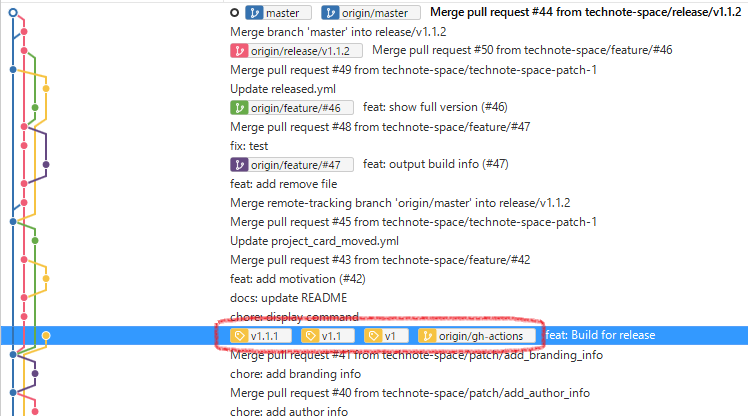 master origin/master Merge pull request #44 from technote-space/release/v1.1.2
Merge branch 'master' into release/v1.1.2
origin/release/v1.1.2 Merge pull request #50 from technote-space/feature/#46
Merge pull request #49 from technote-space/technote-space-patch-1
Update released.yml
origin/feature/#46 feat: show full version (#46)
Merge pull request #48 from technote-space/feature/#47
fix: test
origin/feature/#47 feat: output build info (#47)
feat: add remove file
Merge remote-tracking branch 'origin/master' into release/v1.1.2
Merge pull request #45 from technote-space/technote-space-patch-1
Update project_card_moved.yml
Merge pull request #43 from technote-space/feature/#42
feat: add motivation (#42)
docs: update README
chore: display command
v1.1.1 v1.1 v1 origin/gh-actions feat: Build for release
Merge pull request #41 from technote-space/patch/add_branding_info
chore: add branding info
Merge pull request #40 from technote-space/patch/add_author_info
chore: add author info